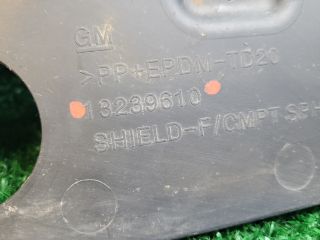 GM
>PP+EPDM-TD20
13239610
SHIELD-F/CMPT SPL